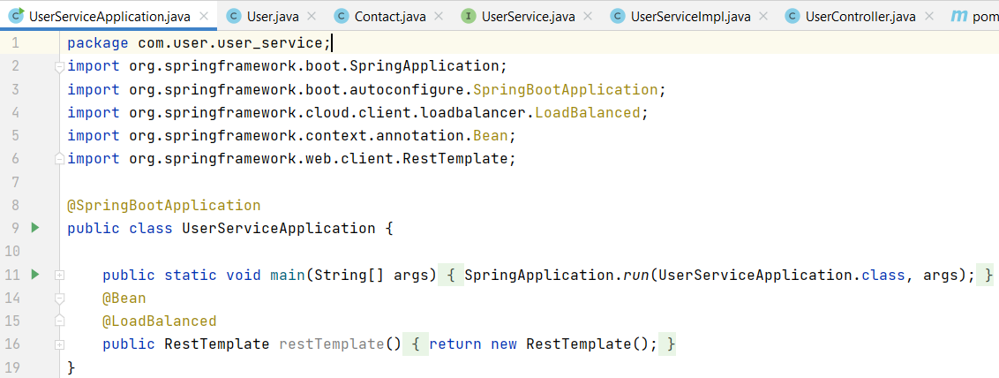 UserServiceApplication.java User.java Contact.java UserService.java UserServiceImpl.java UserController.java pom
1 package com.user.user_service;
2 import org.springframework.boot.SpringApplication;
3 import org.springframework.boot.autoconfigure.SpringBootApplication;
4 import org.springframework.cloud.client.loadbalancer.LoadBalanced;
5 import org.springframework.context.annotation.Bean;
6 import org.springframework.web.client.RestTemplate;
7
8 @SpringBootApplication
9 public class UserServiceApplication {
10
11 public static void main(String[] args) { SpringApplication.run(UserServiceApplication.class, args); }
14 @Bean
15 @LoadBalanced
16 public RestTemplate restTemplate() { return new RestTemplate(); }
19 }